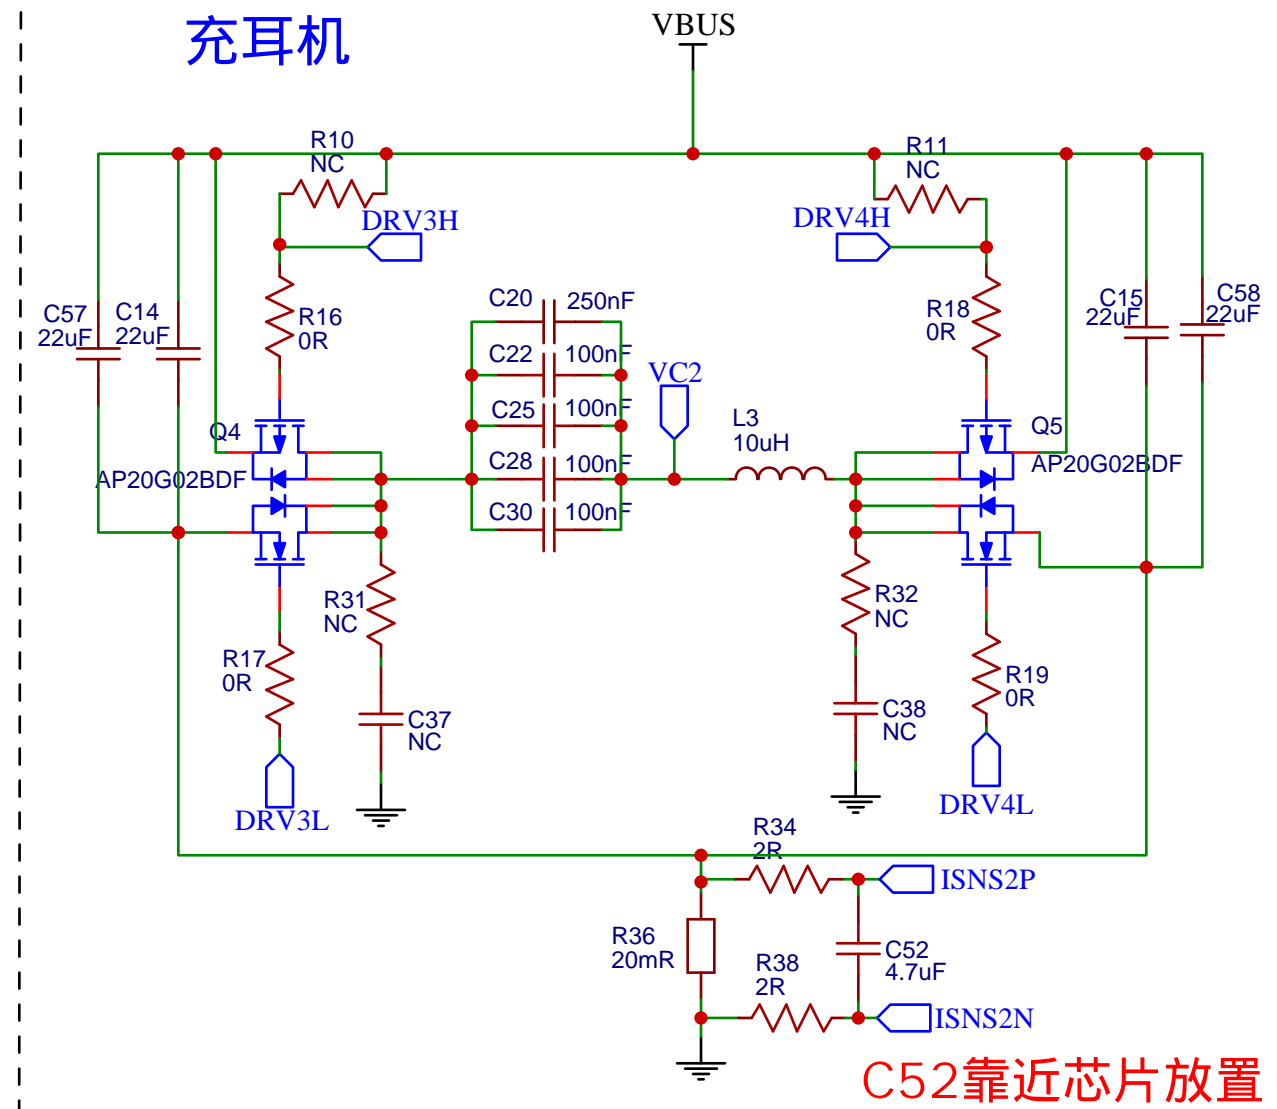 充耳机
VBUS
R10
NC
R11
NC
DRV3H
DRV4H
C57
22uF
C14
22uF
R16
0R
C20
250nF
C22
100nF
C25
100nF
C28
100nF
C30
100nF
VC2
L3
10uH
R18
0R
C15
22uF
C58
22uF
Q4
AP20G02BDF
Q5
AP20G02BDF
R31
NC
R32
NC
R17
0R
R19
0R
C37
NC
C38
NC
DRV3L
DRV4L
R34
2R
ISNS2P
R36
20mR
C52
4.7uF
R38
2R
ISNS2N
C52靠近芯片放置